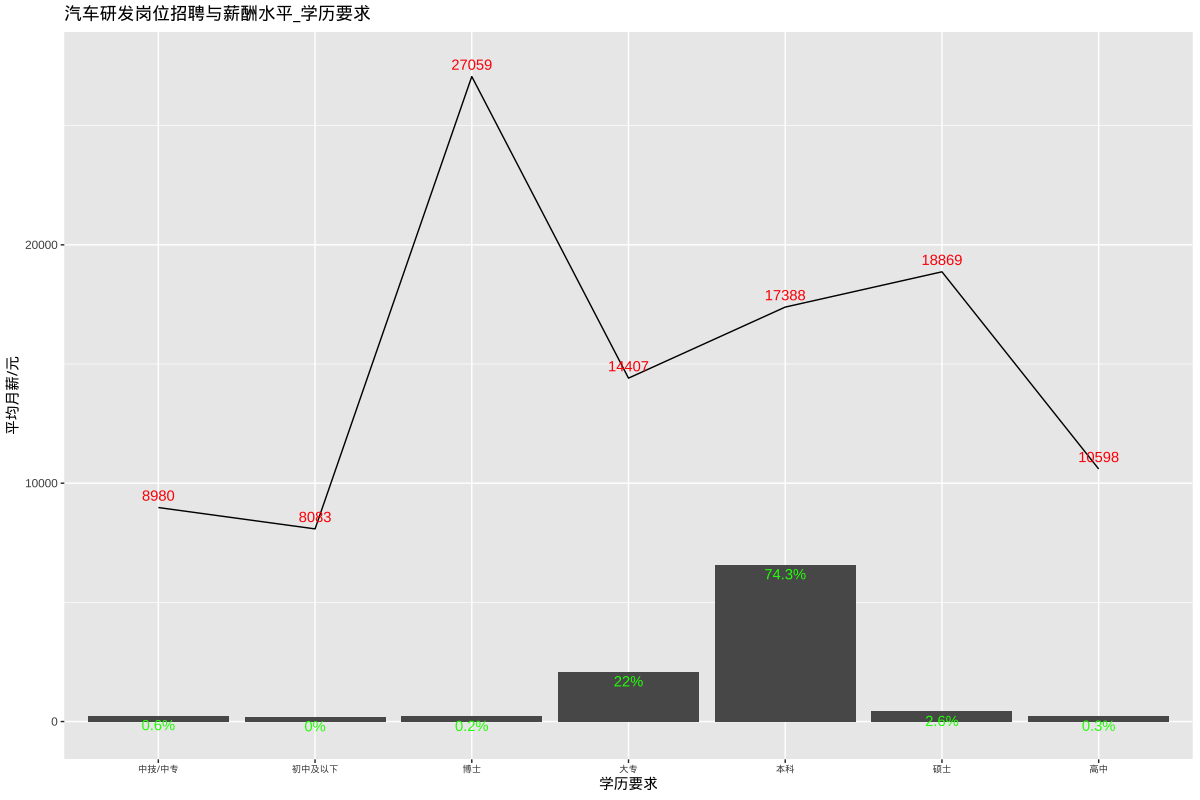 汽车研发岗位招聘与薪酬水平_学历要求
27059
20000
18869
17388
14407
平均月薪/元
10598
10000
8980
8083
74.3%
22%
0
0.6%
0%
0.2%
2.6%
0.3%
中技/中专
初中及以下
博士
大专
本科
硕士
高中
学历要求